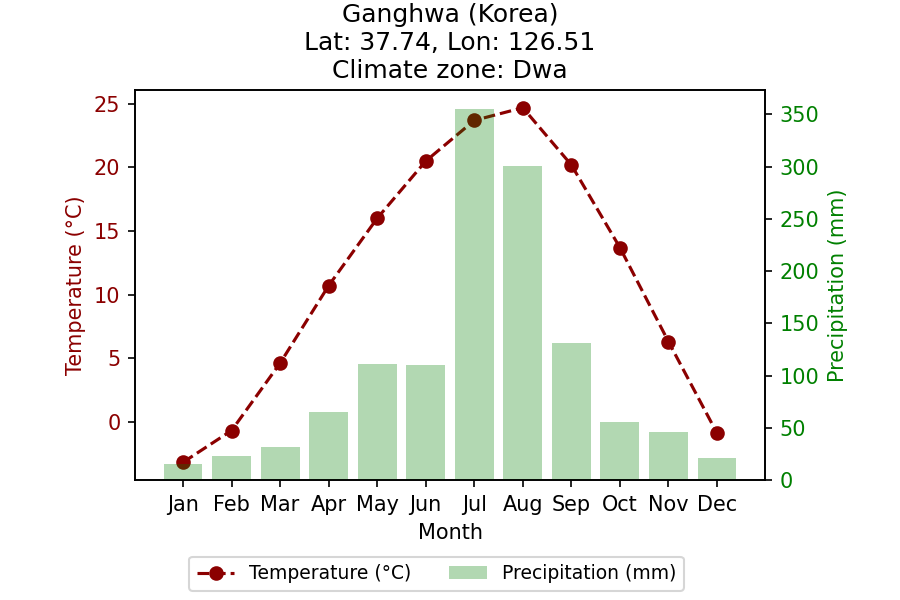 Ganghwa (Korea)
Lat: 37.74, Lon: 126.51
Climate zone: Dwa
25
20
15
10
5
0
Temperature (°C)
350
300
250
200
150
100
50
0
Precipitation (mm)
Jan Feb Mar Apr May Jun Jul Aug Sep Oct Nov Dec
Month
Temperature (°C) Precipitation (mm)